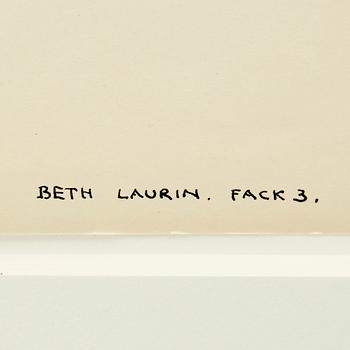 BETH LAURIN. FACK 3.